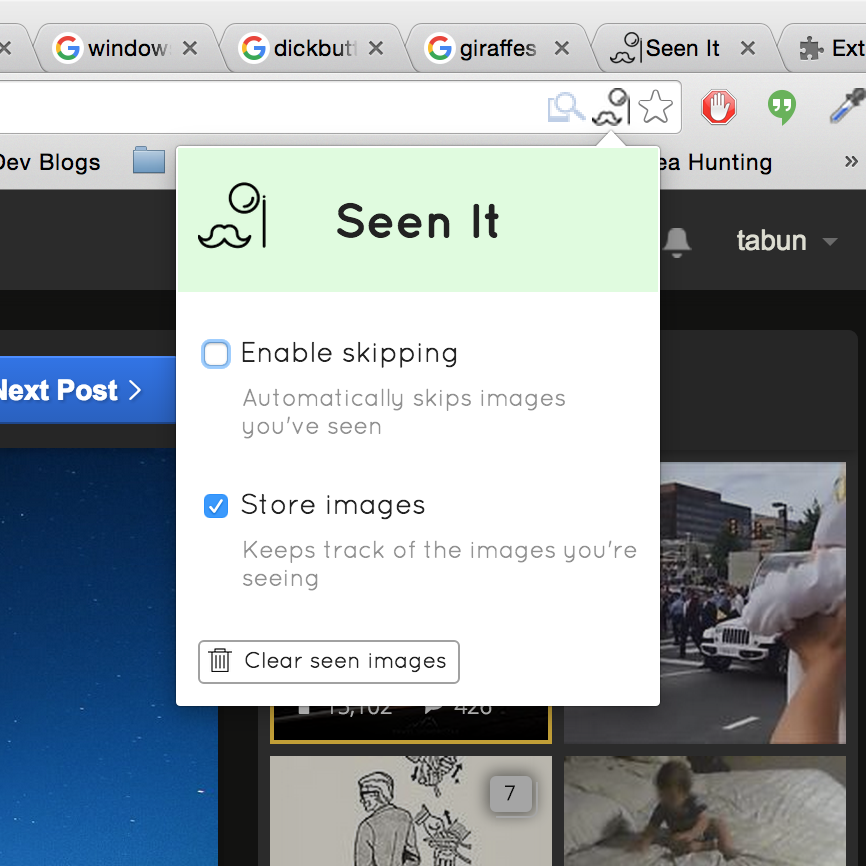 window
dickbutt
giraffes
Seen It
Ext
Dev Blogs
ea Hunting
Seen It
tabun
Enable skipping
Next Post
Automatically skips images
you've seen
Store images
Keeps track of the images you're
seeing
Clear seen images
15,102 426
7